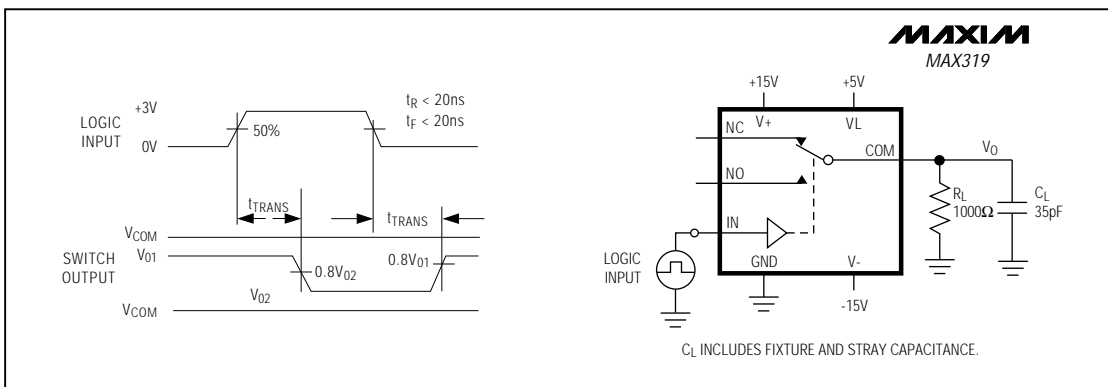 MAXIM
MAX319
+3V
LOGIC
INPUT
0V
50%
tR < 20ns
tF < 20ns
tTRANS
tTRANS
VCOM
V01
SWITCH
OUTPUT
0.8V02
0.8V01
V02
VCOM
+15V
+5V
V+
VL
NC
COM
VO
NO
RL
1000Ω
CL
35pF
IN
LOGIC
INPUT
GND
V-
-15V
CL INCLUDES FIXTURE AND STRAY CAPACITANCE.